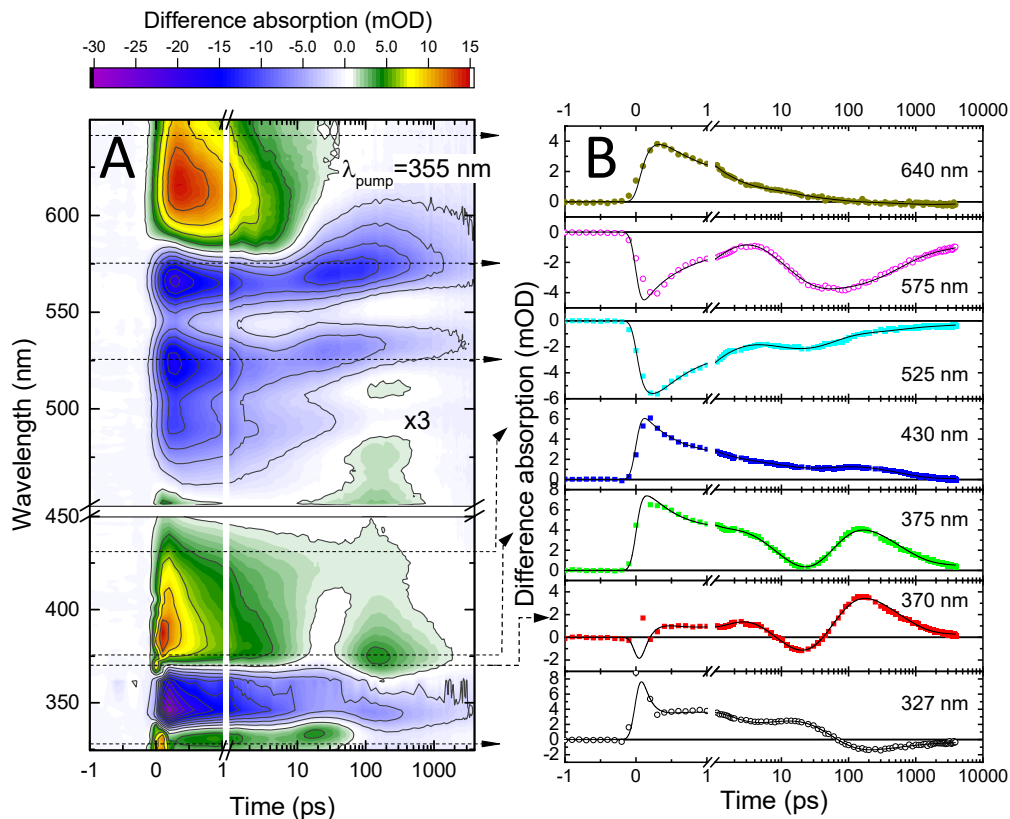 Difference absorption (mOD)
-30 -25 -20 -15 -10 -5.0 0.0 5.0 10 15
A
λpump=355 nm
x3
Wavelength (nm)
600
550
500
450
400
350
-1 0 1 10 100 1000
Time (ps)
-1 0 1 10 100 1000 10000
B
Difference absorption (mOD)
4
2
0
640 nm
0
-2
-4
575 nm
0
-2
-4
-6
525 nm
8
6
4
2
0
430 nm
6
4
2
0
375 nm
4
2
0
-2
370 nm
8
6
4
2
0
-2
327 nm
-1 0 1 10 100 1000 10000
Time (ps)